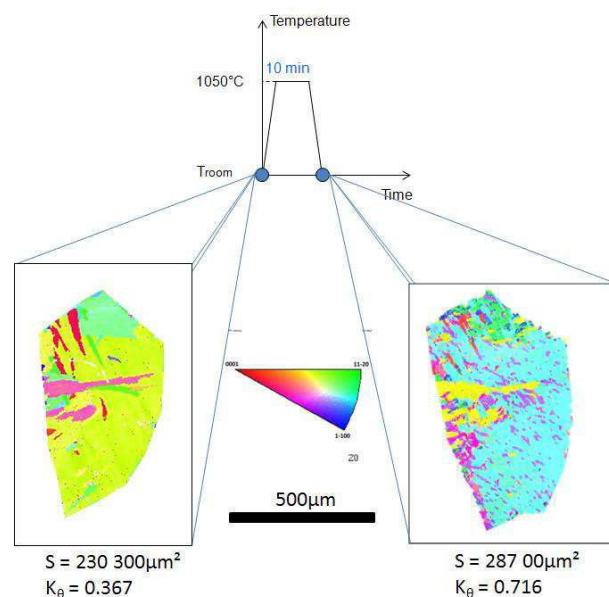 Temperature
10 min
1050°C
Troom
Time
0001
11-20
1-100
Z0
500µm
S = 230 300µm²
Kθ = 0.367
S = 287 00µm²
Kθ = 0.716